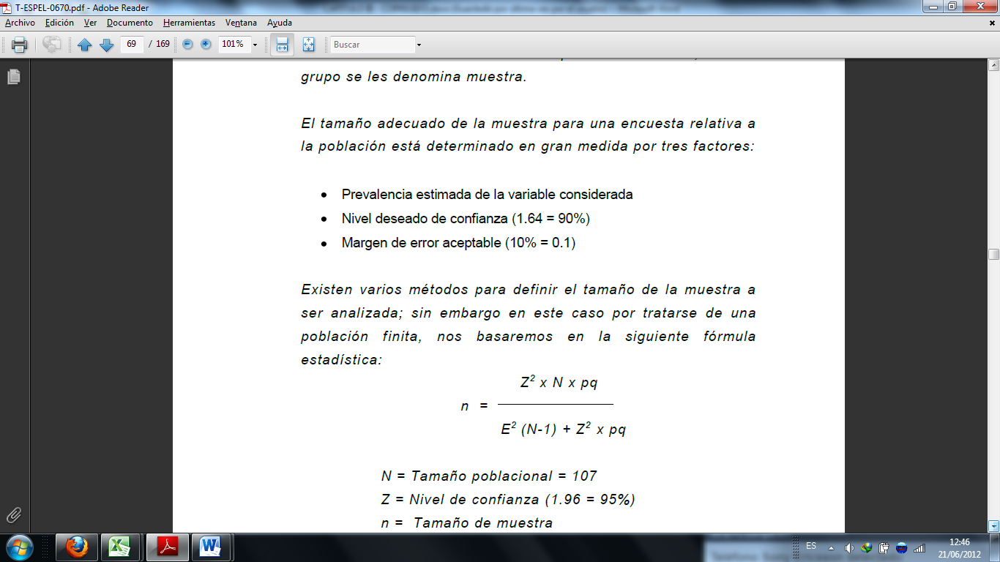 T-ESPEL-0670.pdf - Adobe Reader
Archivo Edición Ver Documento Herramientas Ventana Ayuda
69 / 169 101% Buscar
grupo se les denomina muestra.
El tamaño adecuado de la muestra para una encuesta relativa a
la población está determinado en gran medida por tres factores:
• Prevalencia estimada de la variable considerada
• Nivel deseado de confianza (1.64 = 90%)
• Margen de error aceptable (10% = 0.1)
Existen varios métodos para definir el tamaño de la muestra a
ser analizada; sin embargo en este caso por tratarse de una
población finita, nos basaremos en la siguiente fórmula
estadística:
Z² x N x pq
n =
E² (N-1) + Z² x pq
N = Tamaño poblacional = 107
Z = Nivel de confianza (1.96 = 95%)
n = Tamaño de muestra
ES 12:46
21/06/2012